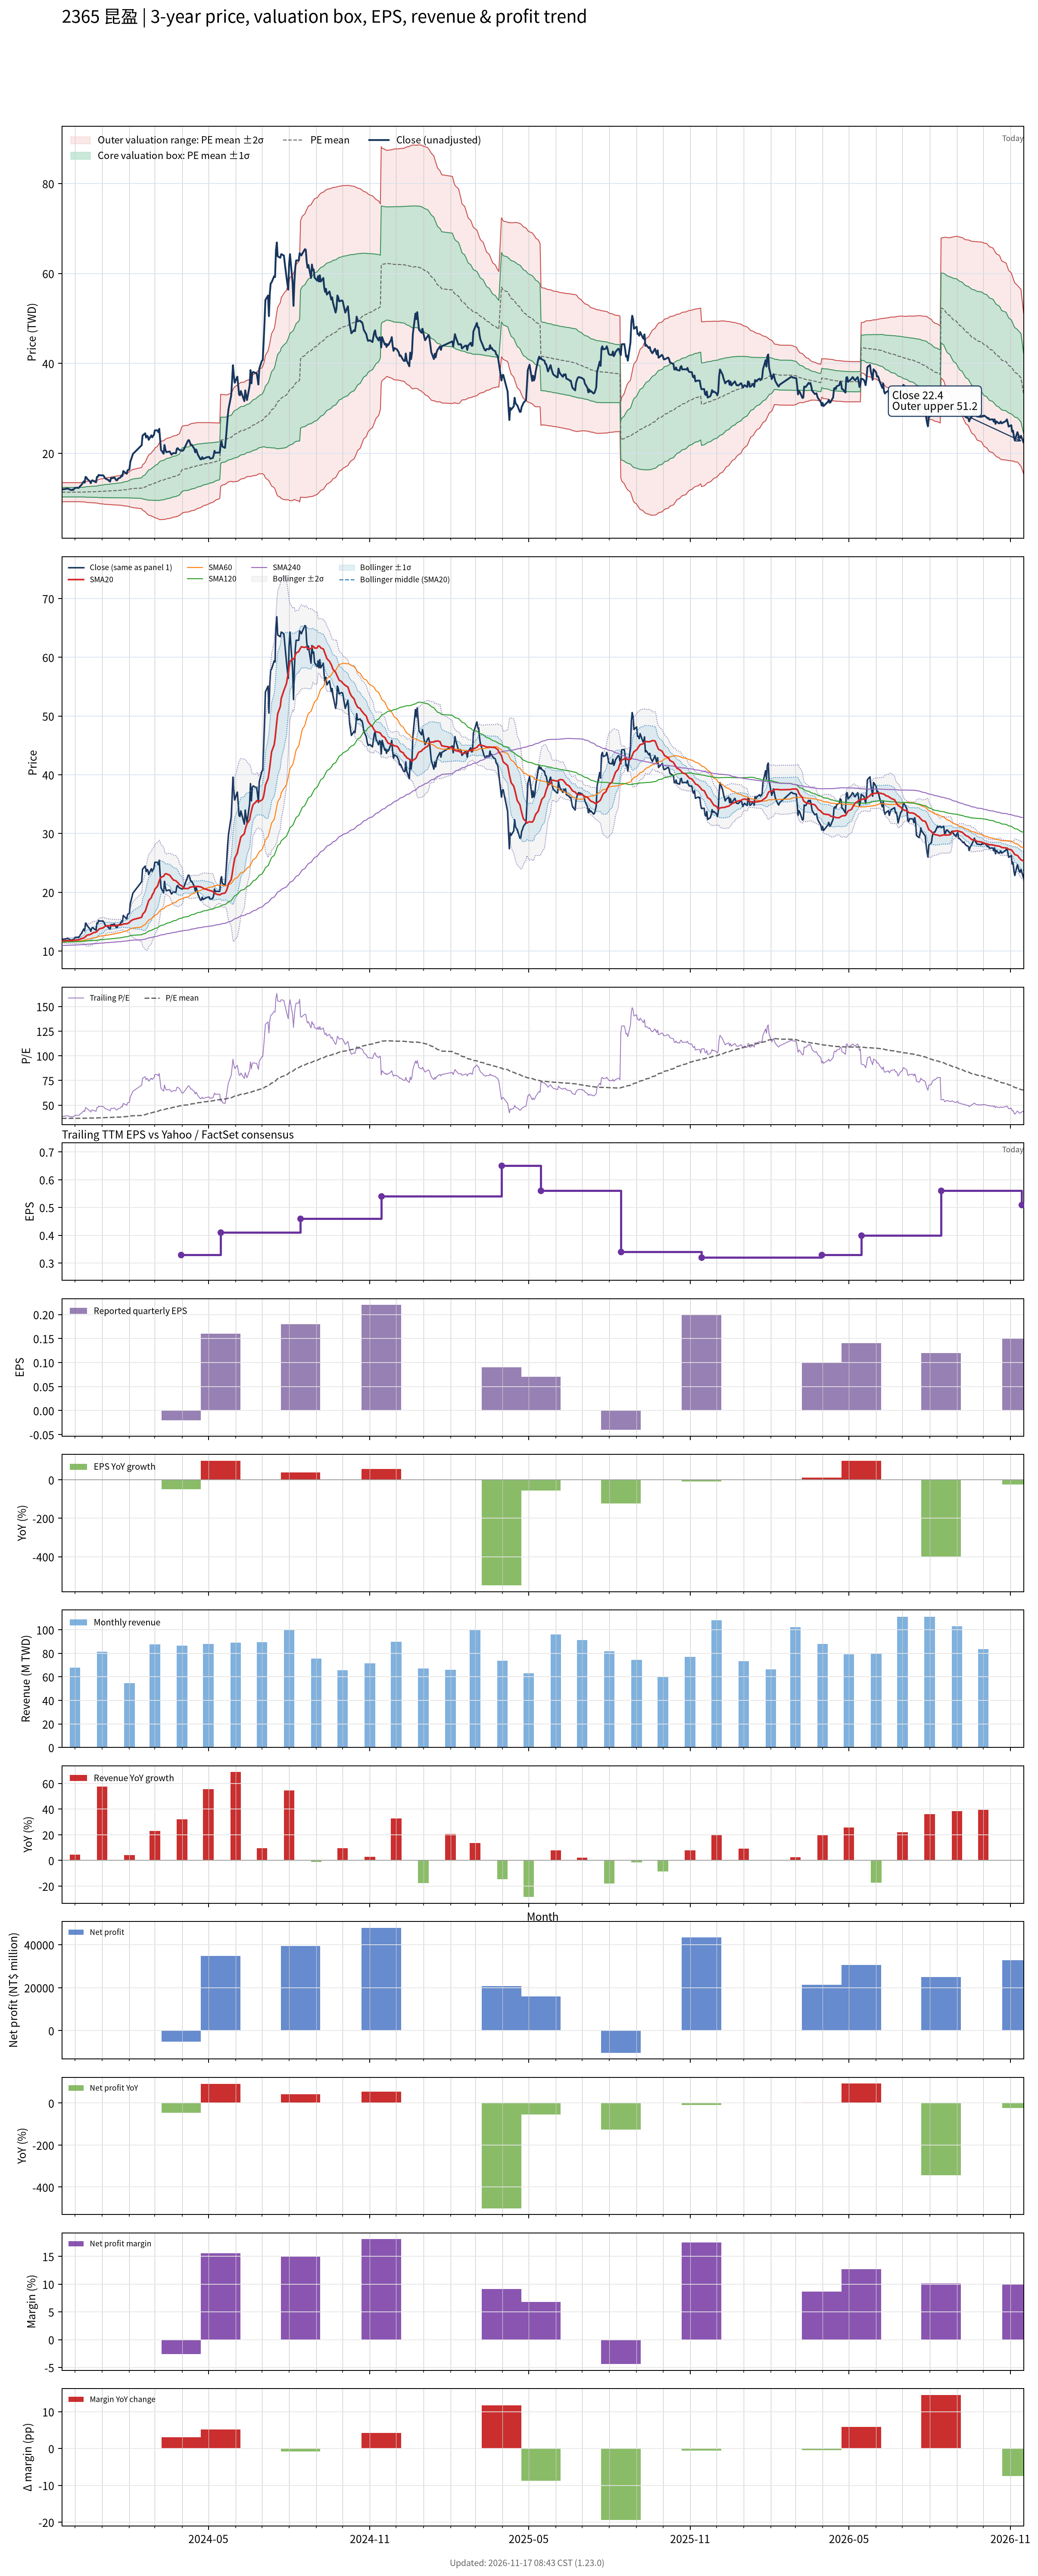 2365 昆盈 | 3-year price, valuation box, EPS, revenue & profit trend
Outer valuation range: PE mean ±2σ
PE mean
Close (unadjusted)
Core valuation box: PE mean ±1σ
Today
Price (TWD)
80
60
40
20
Close 22.4
Outer upper 51.2
Close (same as panel 1)
SMA20
SMA60
SMA120
SMA240
Bollinger ±2σ
Bollinger ±1σ
Bollinger middle (SMA20)
Price
70
60
50
40
30
20
10
Trailing P/E
P/E mean
P/E
150
125
100
75
50
Trailing TTM EPS vs Yahoo / FactSet consensus
Today
EPS
0.7
0.6
0.5
0.4
0.3
Reported quarterly EPS
EPS
0.20
0.15
0.10
0.05
0.00
-0.05
EPS YoY growth
YoY (%)
0
-200
-400
Monthly revenue
Revenue (M TWD)
100
80
60
40
20
0
Revenue YoY growth
YoY (%)
60
40
20
0
-20
Month
Net profit
Net profit (NT$ million)
40000
20000
0
Net profit YoY
YoY (%)
0
-200
-400
Net profit margin
Margin (%)
15
10
5
0
-5
Margin YoY change
Δ margin (pp)
10
0
-10
-20
2024-05
2024-11
2025-05
2025-11
2026-05
2026-11
Updated: 2026-11-17 08:43 CST (1.23.0)